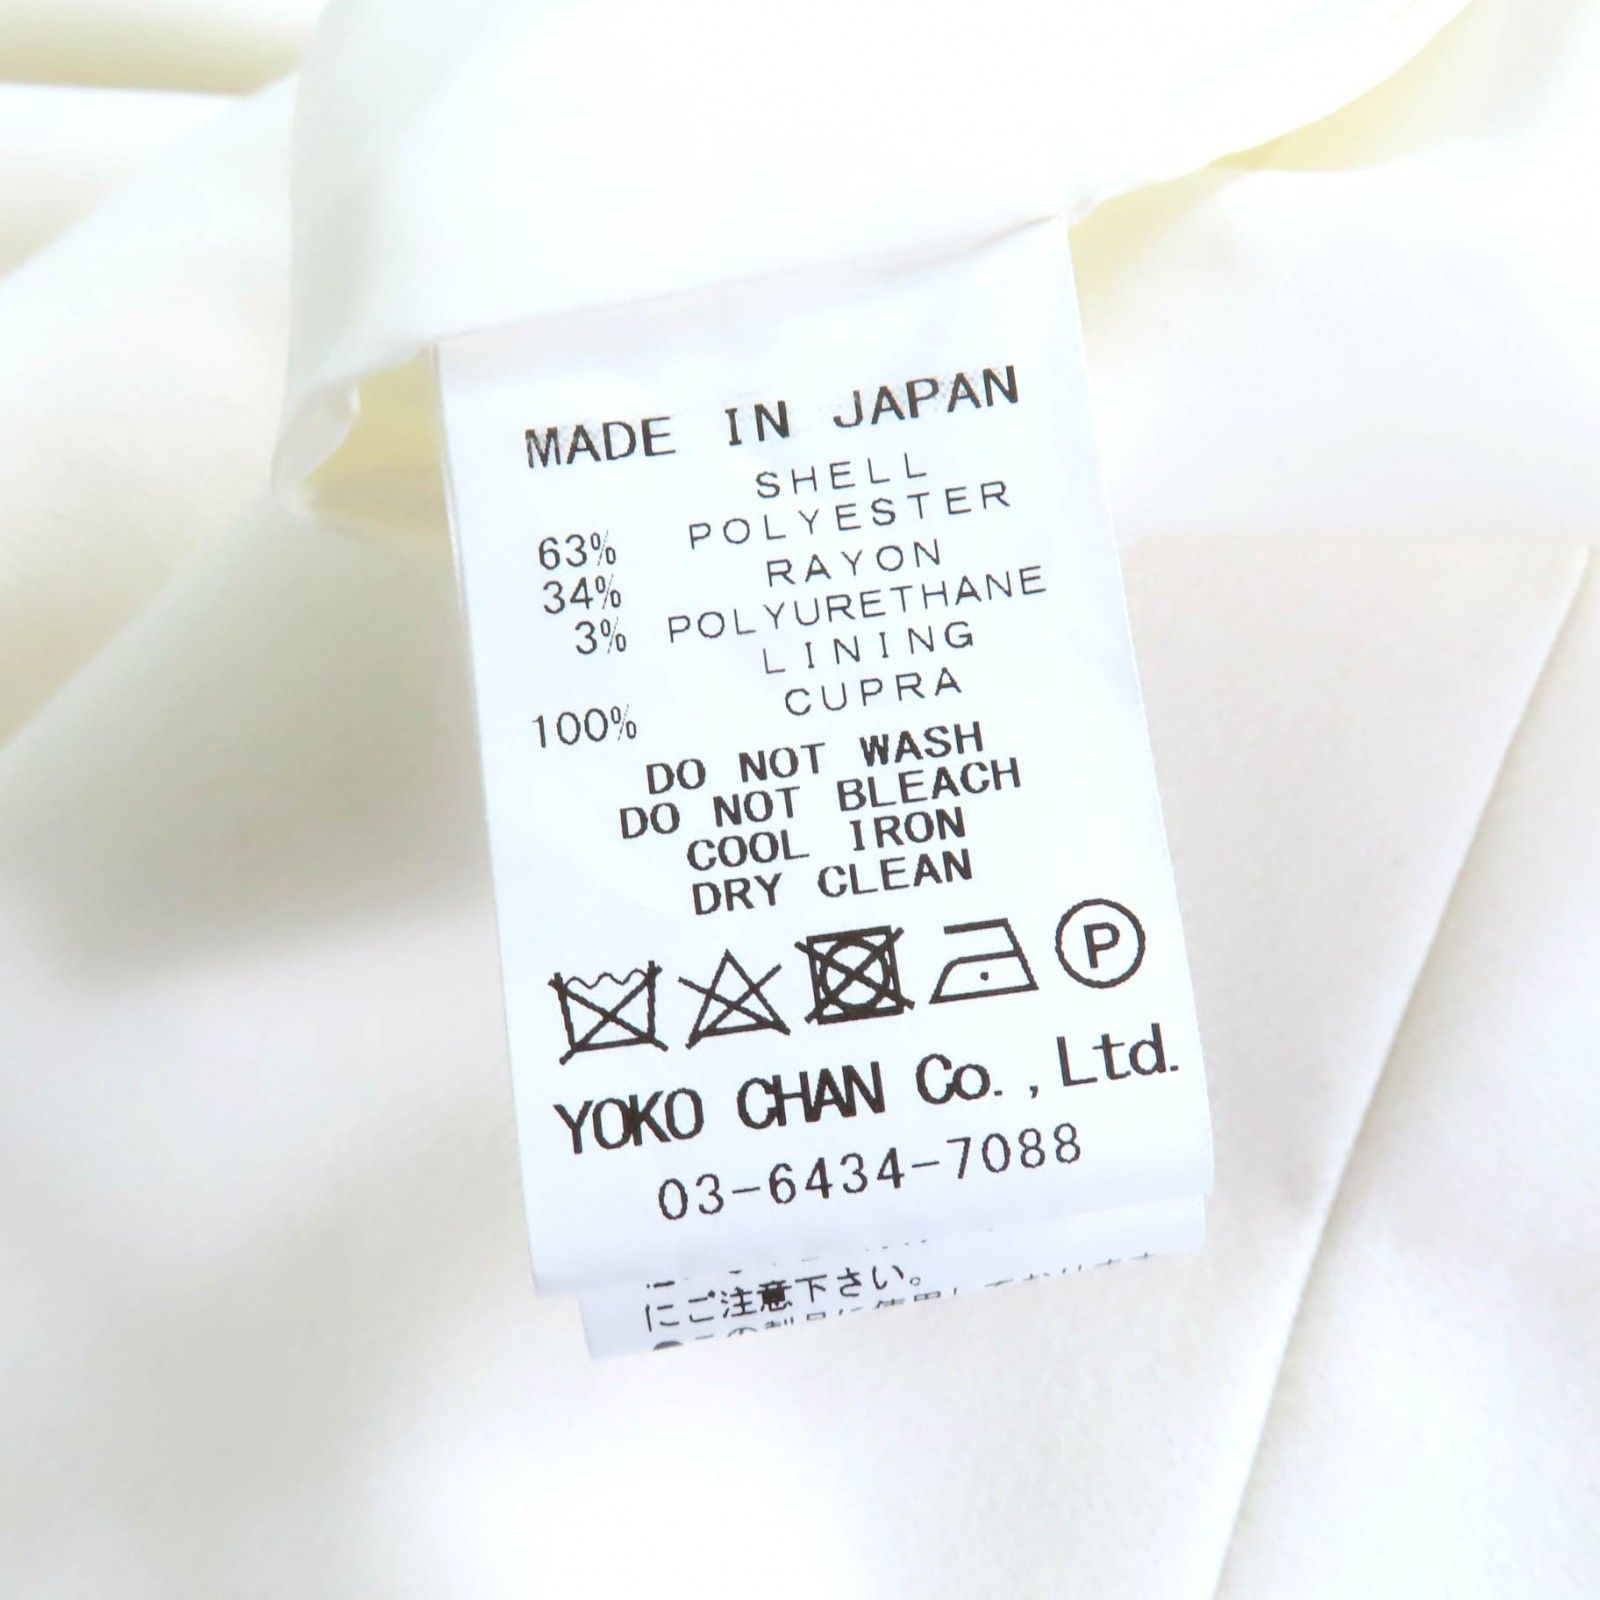 MADE IN JAPAN
SHELL
63% POLYESTER
34% RAYON
3% POLYURETHANE
LINING
100% CUPRA
DO NOT WASH
DO NOT BLEACH
COOL IRON
DRY CLEAN
P
YOKO CHAN Co., Ltd.
03-6434-7088
にご注意下さい。